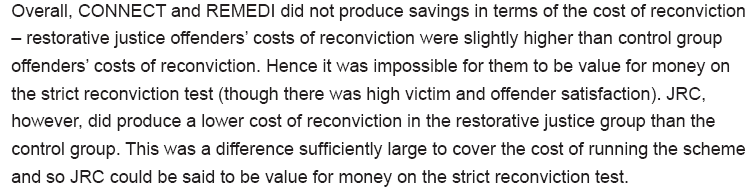 Overall, CONNECT and REMEDI did not produce savings in terms of the cost of reconviction
– restorative justice offenders’ costs of reconviction were slightly higher than control group
offenders’ costs of reconviction. Hence it was impossible for them to be value for money on
the strict reconviction test (though there was high victim and offender satisfaction). JRC,
however, did produce a lower cost of reconviction in the restorative justice group than the
control group. This was a difference sufficiently large to cover the cost of running the scheme
and so JRC could be said to be value for money on the strict reconviction test.